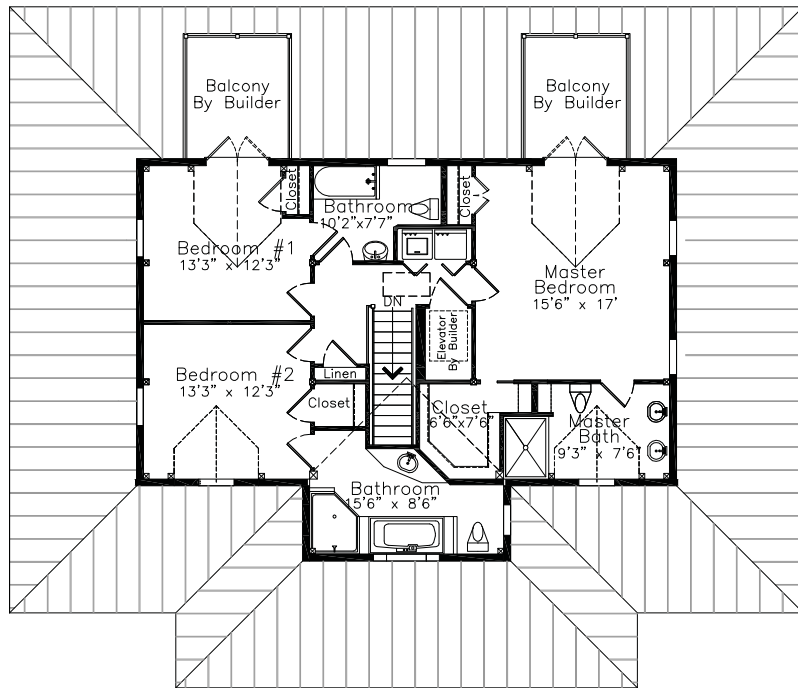 Balcony
By Builder
Balcony
By Builder
Closet
Bathroom
10'2"x7'7"
Closet
Bedroom #1
13'3" x 12'3"
Master
Bedroom
15'6" x 17'
DN
Elevator
By Builder
Linen
Bedroom #2
13'3" x 12'3"
Closet
Closet
6'6"x7'6"
Master
Bath
9'3" x 7'6"
Bathroom
15'6" x 8'6"